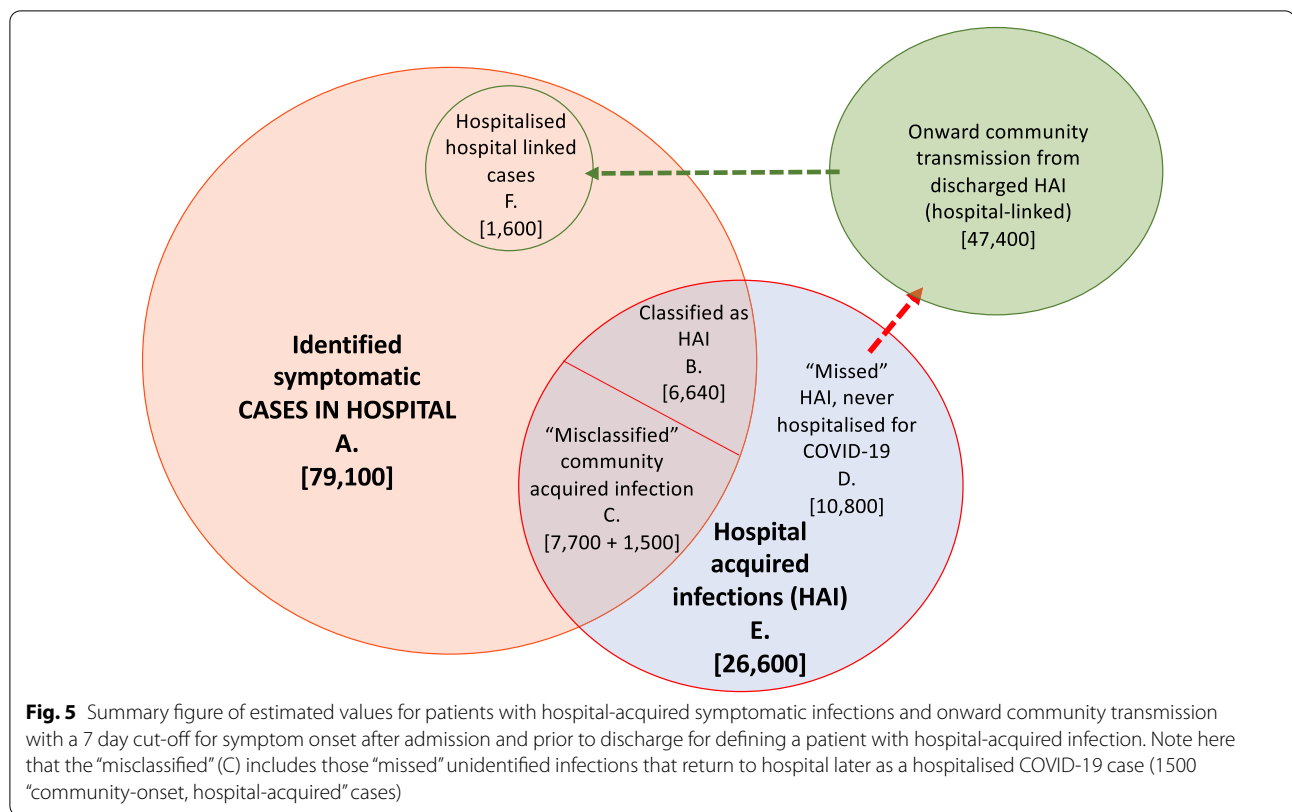 Hospitalised
hospital linked
cases
F.
[1,600]
Onward community
transmission from
discharged HAI
(hospital-linked)
[47,400]
Identified
symptomatic
CASES IN HOSPITAL
A.
[79,100]
Classified as
HAI
B.
[6,640]
"Misclassified"
community
acquired infection
C.
[7,700 + 1,500]
"Missed"
HAI, never
hospitalised for
COVID-19
D.
[10,800]
Hospital
acquired
infections (HAI)
E.
[26,600]
Fig. 5 Summary figure of estimated values for patients with hospital-acquired symptomatic infections and onward community transmission
with a 7 day cut-off for symptom onset after admission and prior to discharge for defining a patient with hospital-acquired infection. Note here
that the "misclassified" (C) includes those "missed" unidentified infections that return to hospital later as a hospitalised COVID-19 case (1500
"community-onset, hospital-acquired" cases)